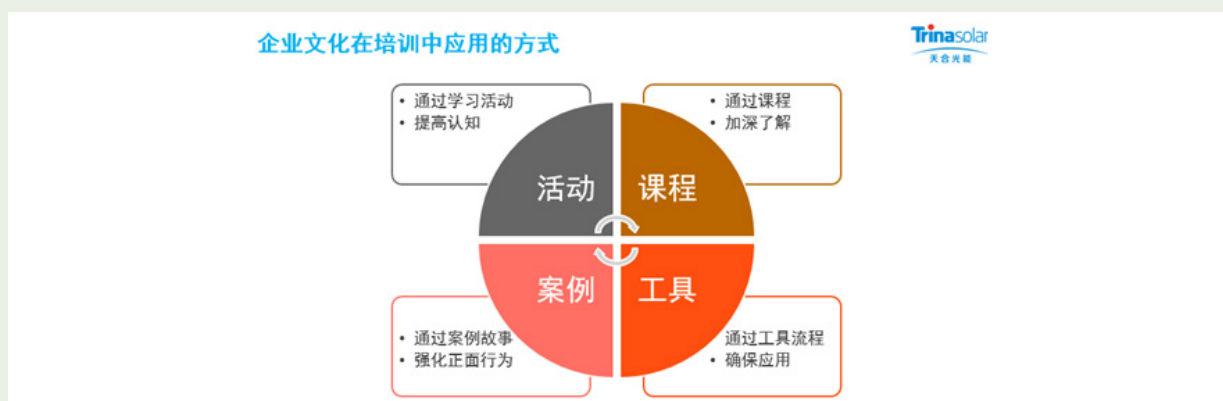 企业文化在培训中应用的方式
Trinasolar
天合光能
• 通过学习活动
• 提高认知
• 通过课程
• 加深了解
活动
课程
案例
工具
• 通过案例故事
• 强化正面行为
通过工具流程
• 确保应用